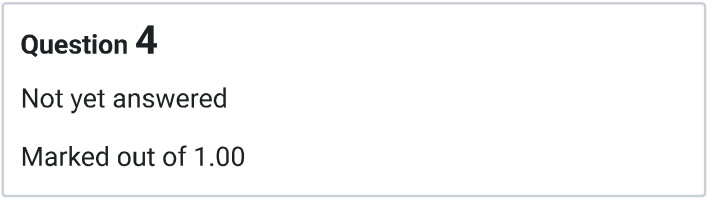 Question 4
Not yet answered
Marked out of 1.00